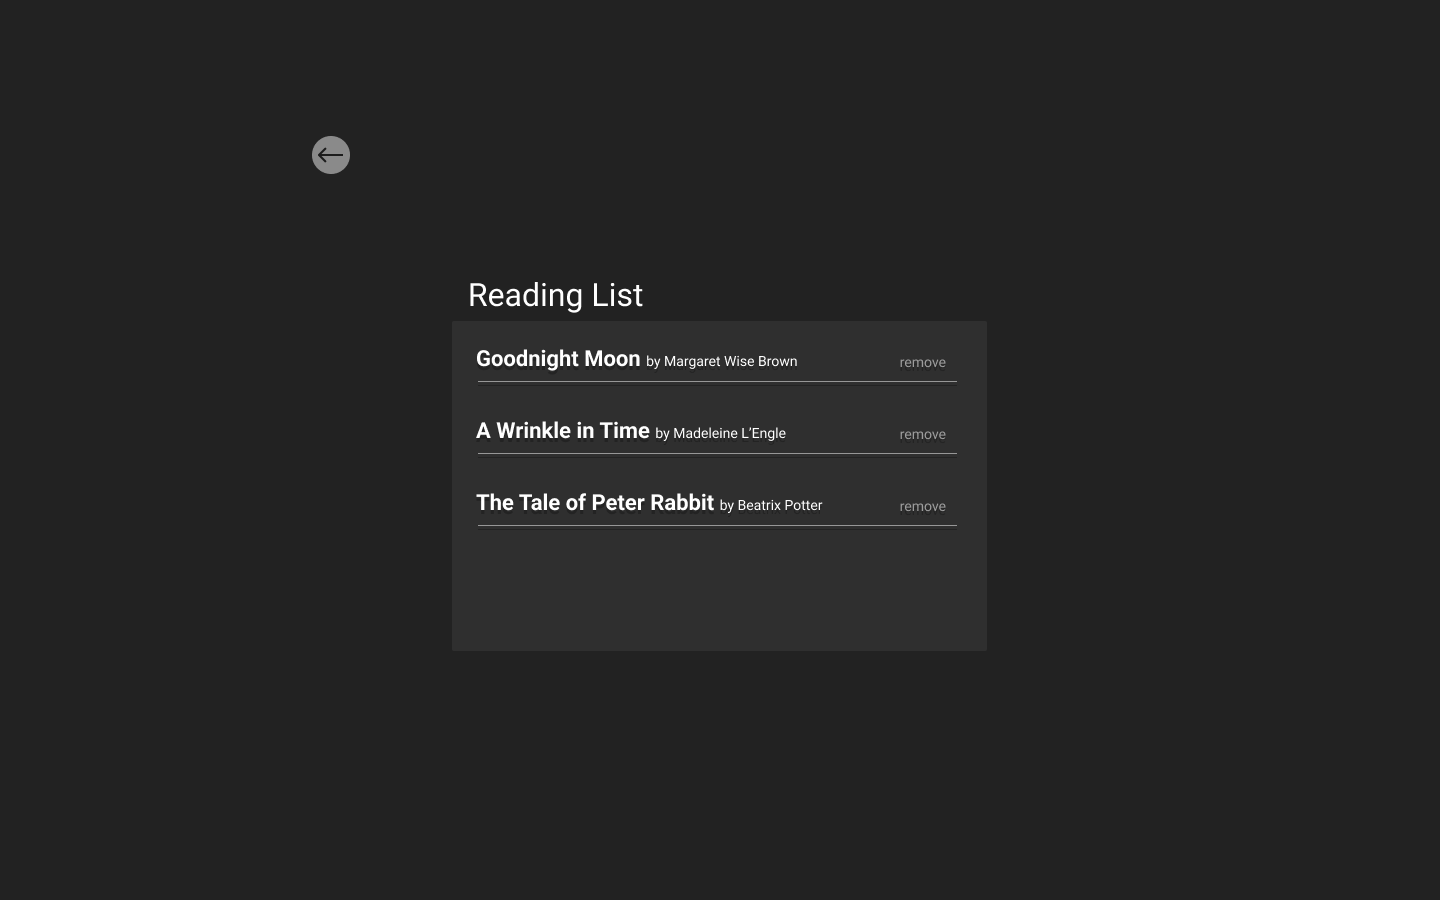 Reading List
Goodnight Moon by Margaret Wise Brown remove
A Wrinkle in Time by Madeleine L’Engle remove
The Tale of Peter Rabbit by Beatrix Potter remove